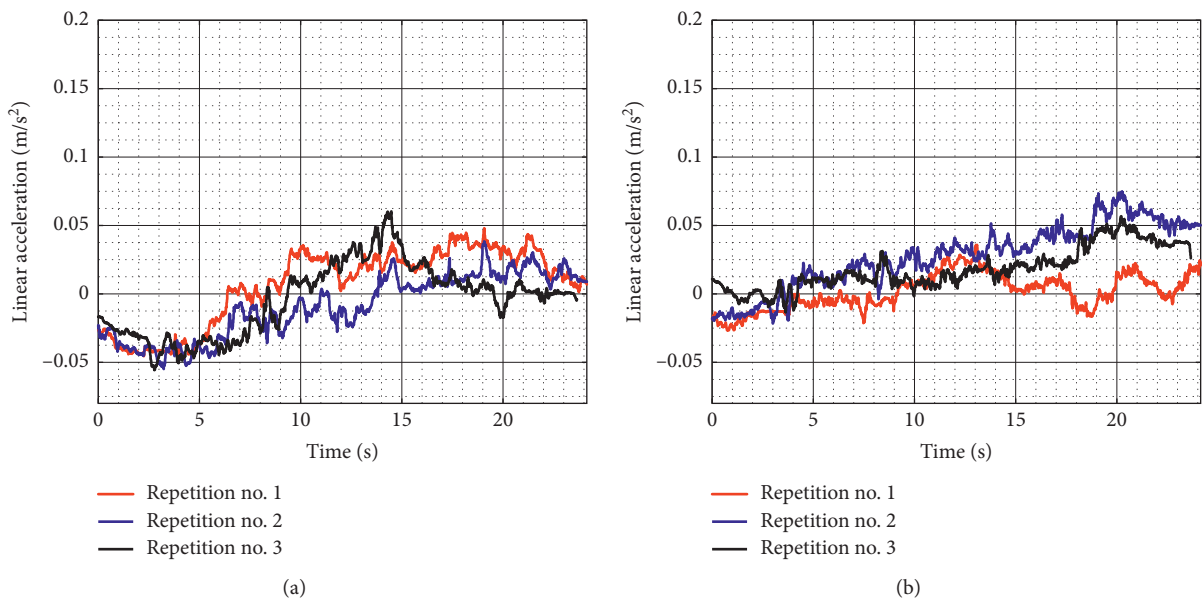 0.2
0.15
0.1
0.05
0
−0.05
Linear acceleration (m/s²)
0 5 10 15 20
Time (s)
Repetition no. 1
Repetition no. 2
Repetition no. 3
(a)
0.2
0.15
0.1
0.05
0
−0.05
Linear acceleration (m/s²)
0 5 10 15 20
Time (s)
Repetition no. 1
Repetition no. 2
Repetition no. 3
(b)